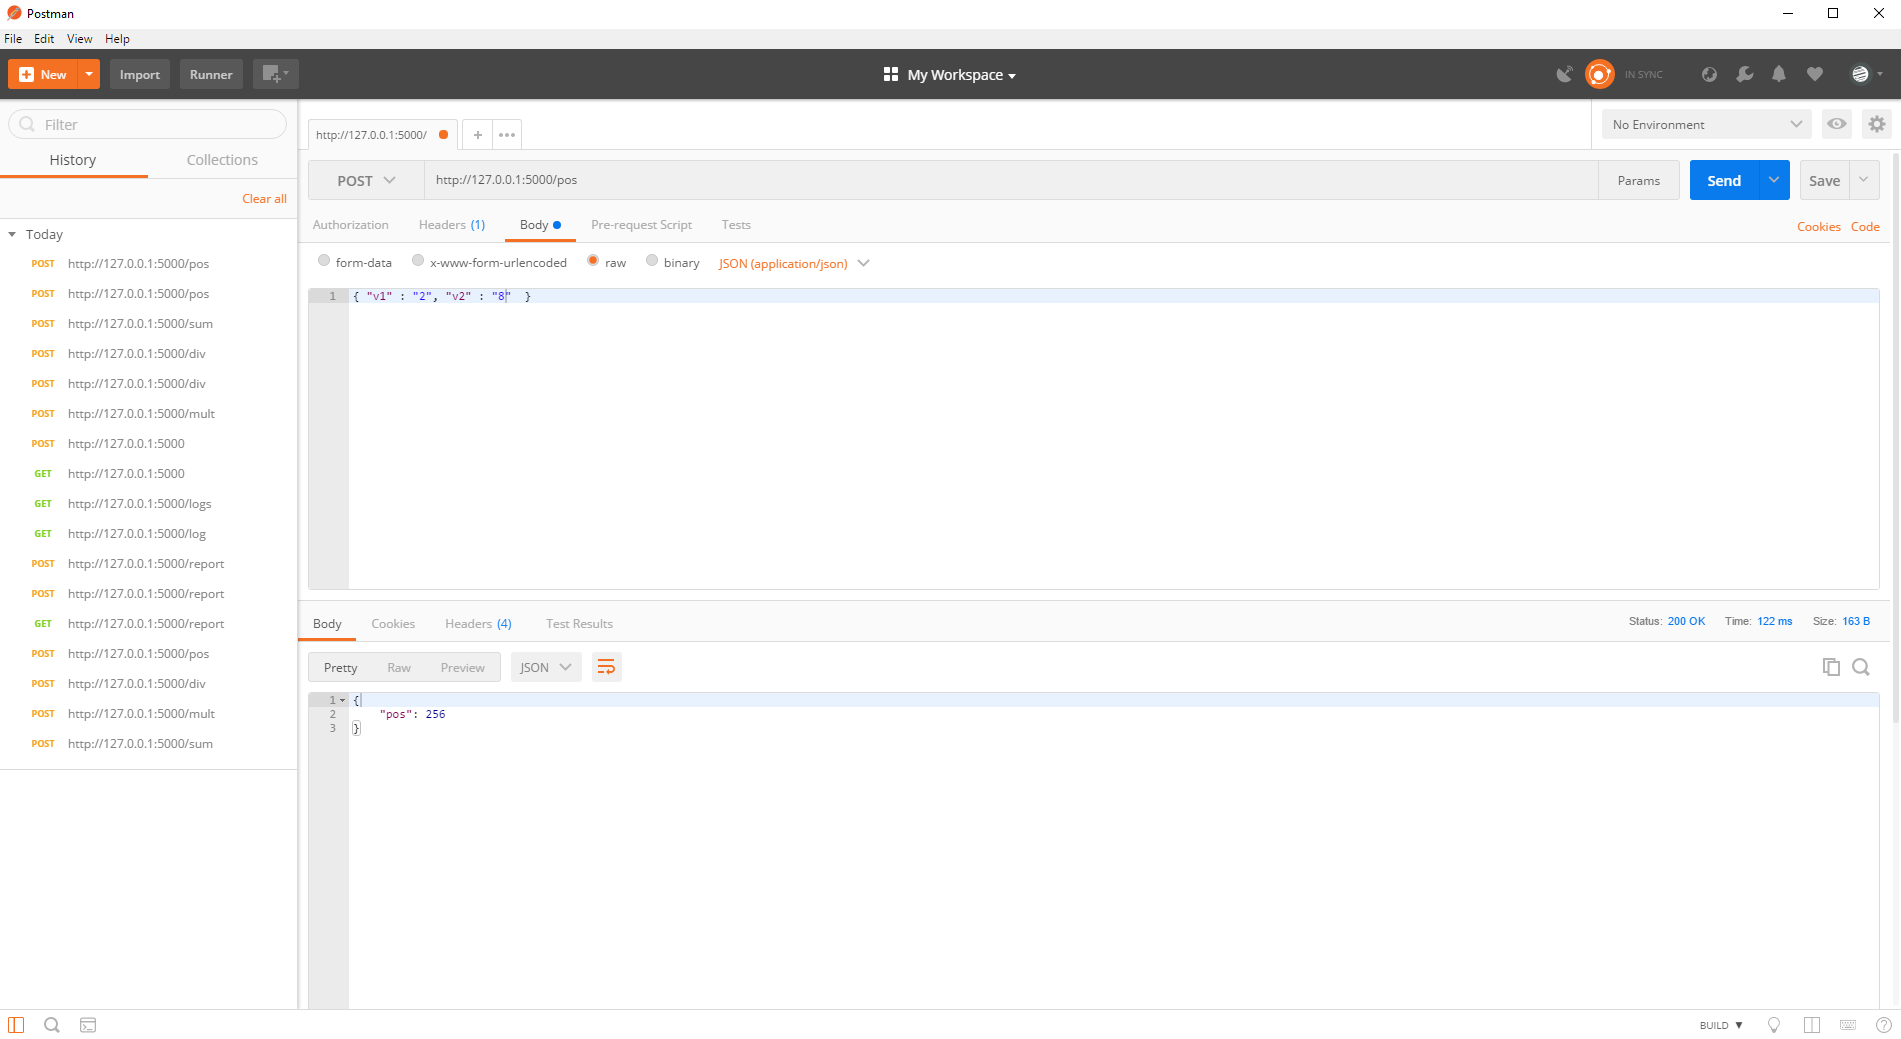 Postman
File Edit View Help
New Import Runner My Workspace IN SYNC
Filter
History Collections
Clear all
Today
POST http://127.0.0.1:5000/pos
POST http://127.0.0.1:5000/pos
POST http://127.0.0.1:5000/sum
POST http://127.0.0.1:5000/div
POST http://127.0.0.1:5000/div
POST http://127.0.0.1:5000/mult
POST http://127.0.0.1:5000
GET http://127.0.0.1:5000
GET http://127.0.0.1:5000/logs
GET http://127.0.0.1:5000/log
POST http://127.0.0.1:5000/report
POST http://127.0.0.1:5000/report
GET http://127.0.0.1:5000/report
POST http://127.0.0.1:5000/pos
POST http://127.0.0.1:5000/div
POST http://127.0.0.1:5000/mult
POST http://127.0.0.1:5000/sum
http://127.0.0.1:5000/ + •••
No Environment
POST http://127.0.0.1:5000/pos Params Send Save
Authorization Headers (1) Body Pre-request Script Tests Cookies Code
form-data x-www-form-urlencoded raw binary JSON (application/json)
1 { "v1" : "2", "v2" : "8"  }
Body Cookies Headers (4) Test Results Status: 200 OK Time: 122 ms Size: 163 B
Pretty Raw Preview JSON
1 {
2 "pos": 256
3 }
BUILD ▼ ?